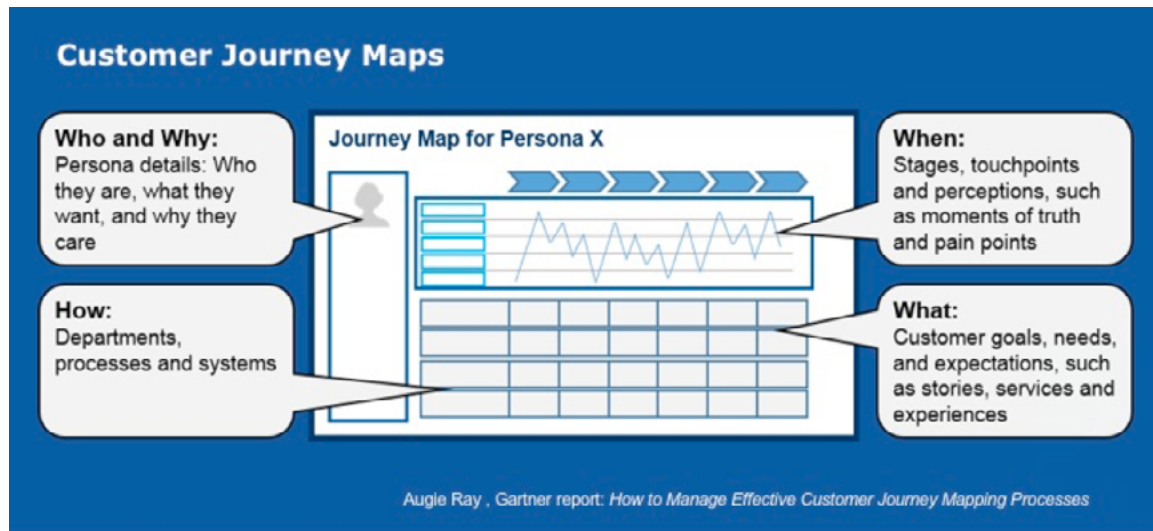 Customer Journey Maps
Who and Why:
Persona details: Who
they are, what they
want, and why they
care
How:
Departments,
processes and systems
Journey Map for Persona X
When:
Stages, touchpoints
and perceptions, such
as moments of truth
and pain points
What:
Customer goals, needs,
and expectations, such
as stories, services and
experiences
Augie Ray , Gartner report: How to Manage Effective Customer Journey Mapping Processes